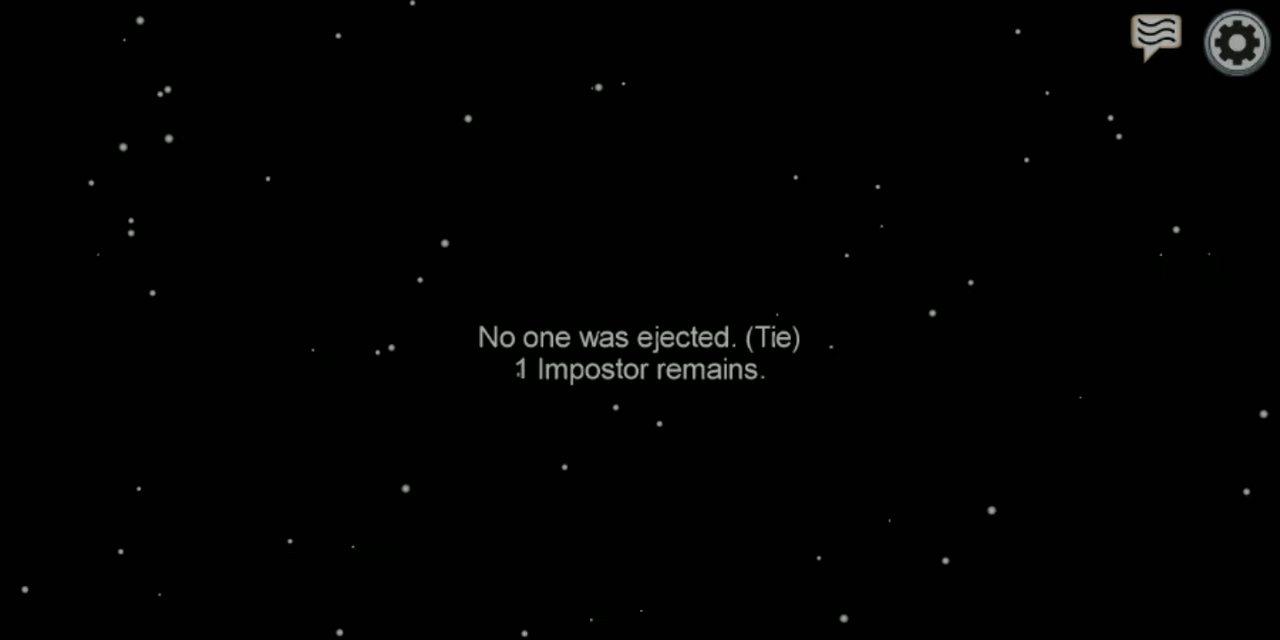 No one was ejected. (Tie)
1 Impostor remains.